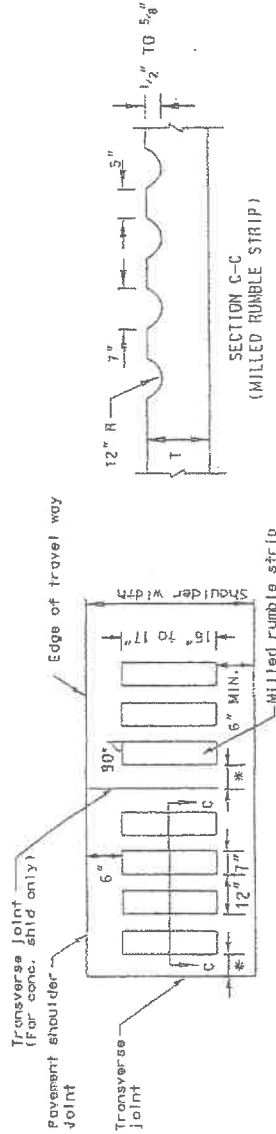 Transverse joint
(For conc. shld only)
Pavement shoulder
joint
Transverse
joint
Edge of travel way
6"
90°
C
C
12"
7"
*
*
6" MIN.
15" to 17"
Shoulder width
Milled rumble strip
12" R
7"
5"
1/2" TO 5/8"
T
SECTION C-C
(MILLED RUMBLE STRIP)